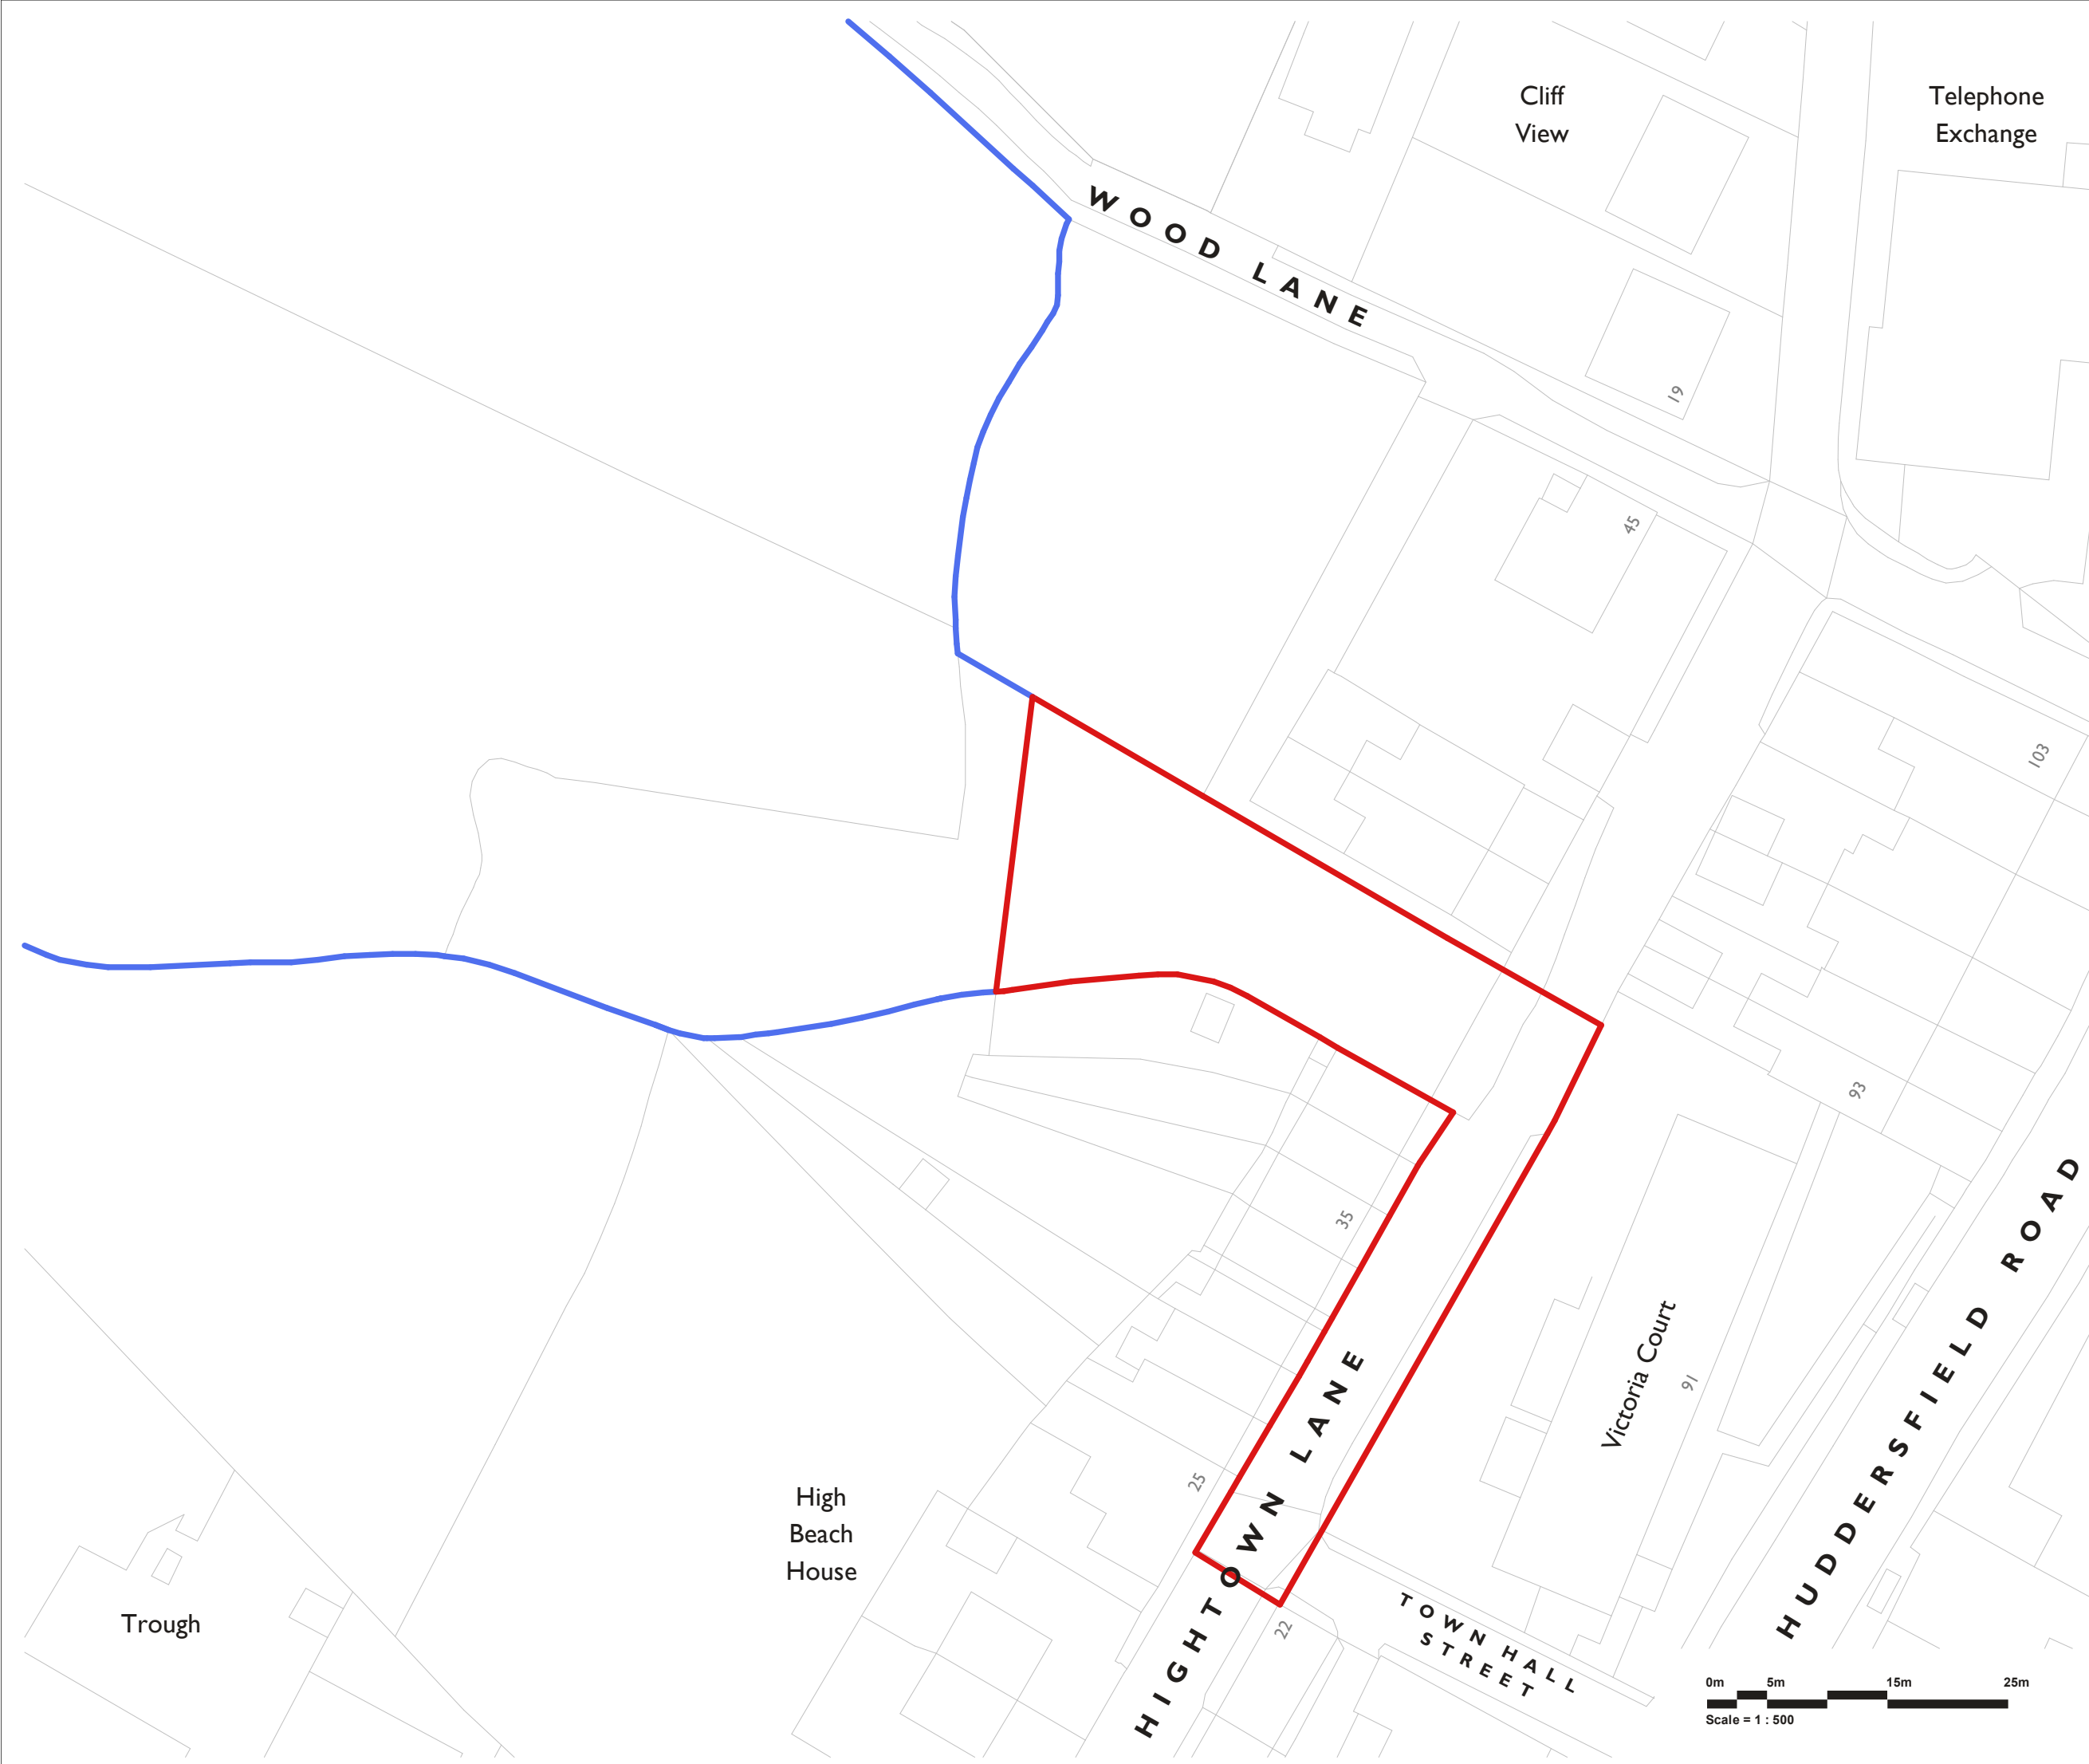 Cliff
View
Telephone
Exchange
WOOD LANE
19
45
103
93
35
HUDDERSFIELD ROAD
Victoria Court
91
HIGHTOWN LANE
25
High
Beach
House
Trough
22
TOWN HALL
STREET
0m 5m 15m 25m
Scale = 1 : 500